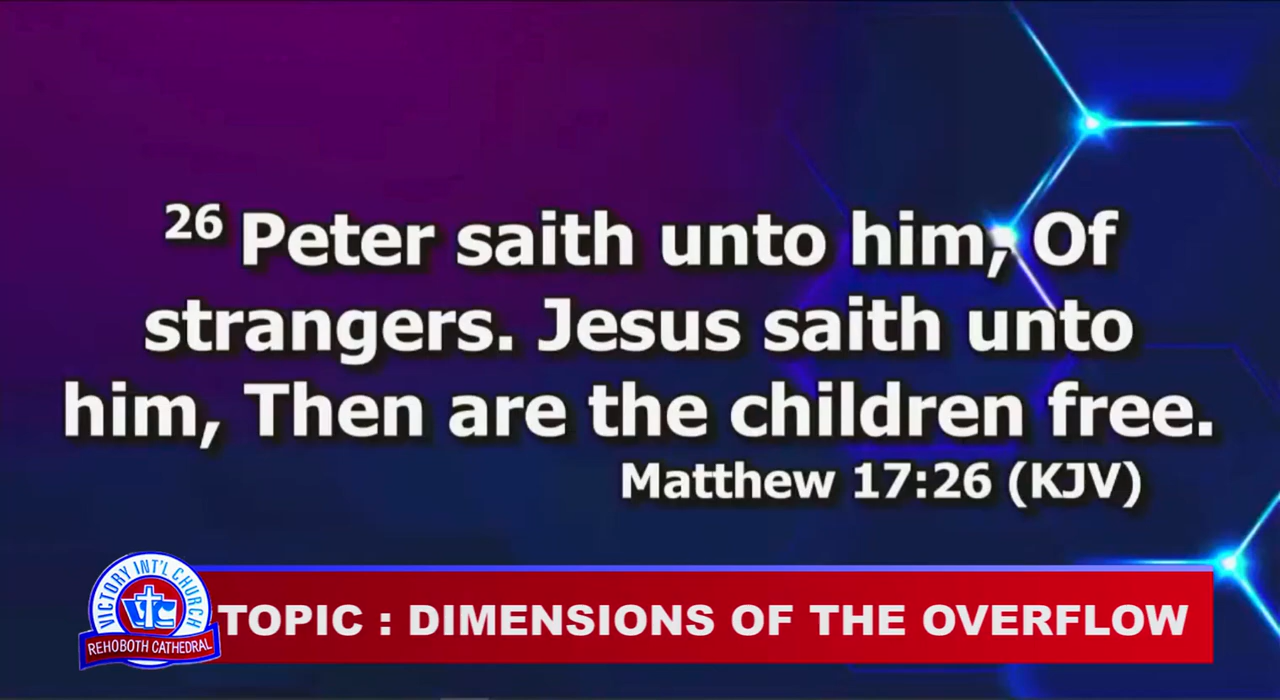 26 Peter saith unto him, Of
strangers. Jesus saith unto
him, Then are the children free.
Matthew 17:26 (KJV)
VICTORY INT'L CHURCH
VIC
REHOBOTH CATHEDRAL
TOPIC : DIMENSIONS OF THE OVERFLOW